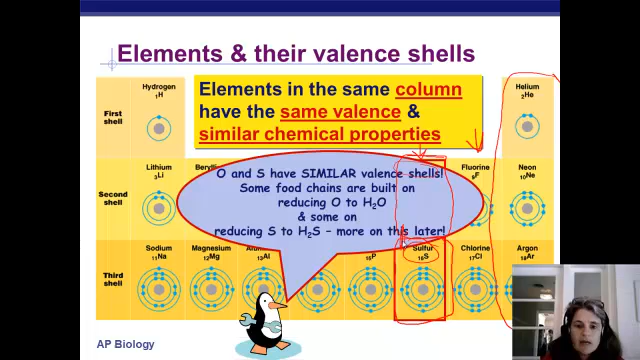 Elements & their valence shells
Hydrogen
₁H
Elements in the same column
have the same valence &
similar chemical properties
Helium
₂He
First shell
Lithium
₃Li
Beryll
O and S have SIMILAR valence shells!
Some food chains are built on
reducing O to H₂O
& some on
reducing S to H₂S – more on this later!
Fluorine
₉F
Neon
₁₀Ne
Second shell
Sodium
₁₁Na
Magnesium
₁₂Mg
₁₃Al
₁₅P
Sulfur
₁₆S
Chlorine
₁₇Cl
Argon
₁₈Ar
Third shell
AP Biology